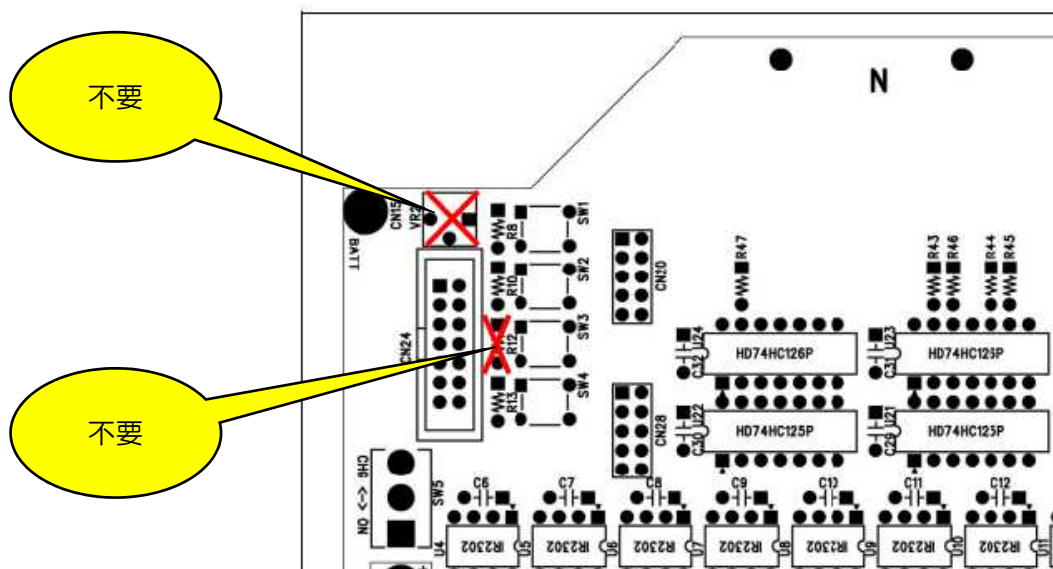 不要
N
CN15
VR2
BATT
R8
SW1
R10
SW2
CN20
R47
R43
R46
R44
R45
CN24
R12
SW3
U24
C32
HD74HC126P
U23
C31
HD74HC126P
不要
R13
SW4
CN28
U22
C30
HD74HC125P
U21
C29
HD74HC125P
CH6 <-> ON
SW5
C6
C7
C8
C9
C10
C11
C12
U4
IR2302
U5
IR2302
U6
IR2302
U7
IR2302
U8
IR2302
U9
IR2302
U10
IR2302
U11